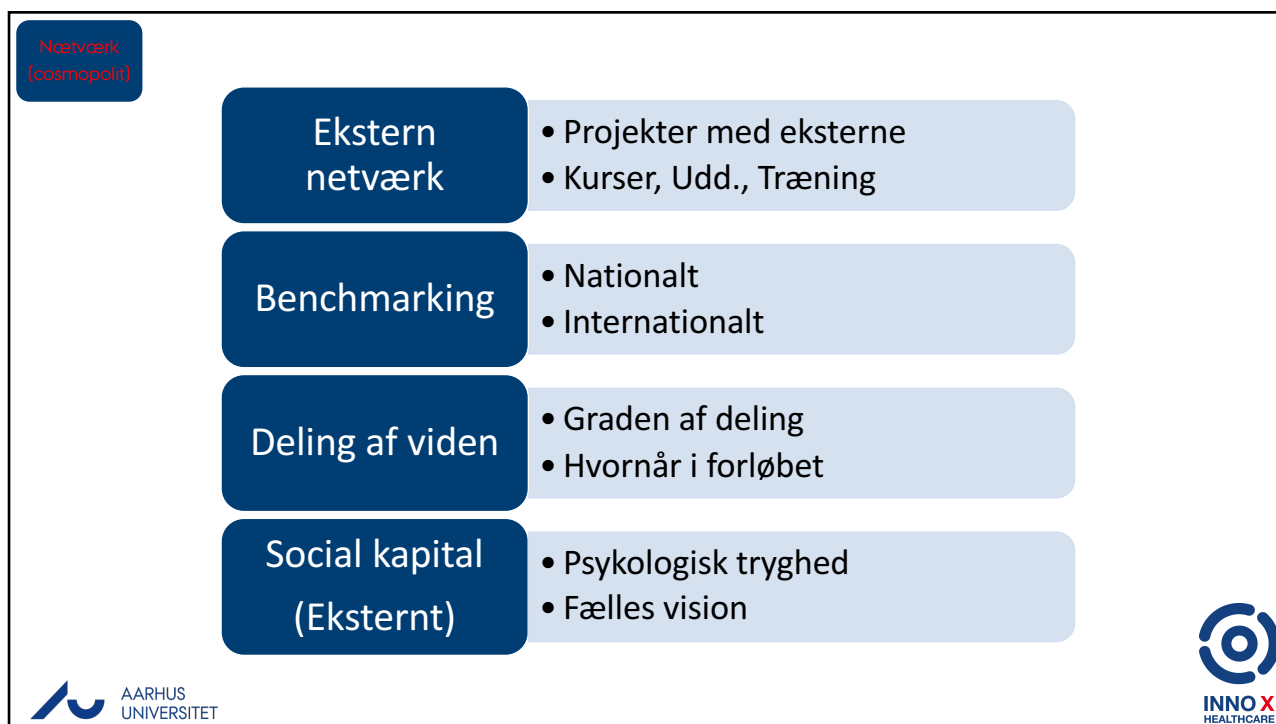 Nætværk
(cosmopolit)
Ekstern
netværk
• Projekter med eksterne
• Kurser, Udd., Træning
Benchmarking
• Nationalt
• Internationalt
Deling af viden
• Graden af deling
• Hvornår i forløbet
Social kapital
(Eksternt)
• Psykologisk tryghed
• Fælles vision
AARHUS
UNIVERSITET
INNO X
HEALTHCARE